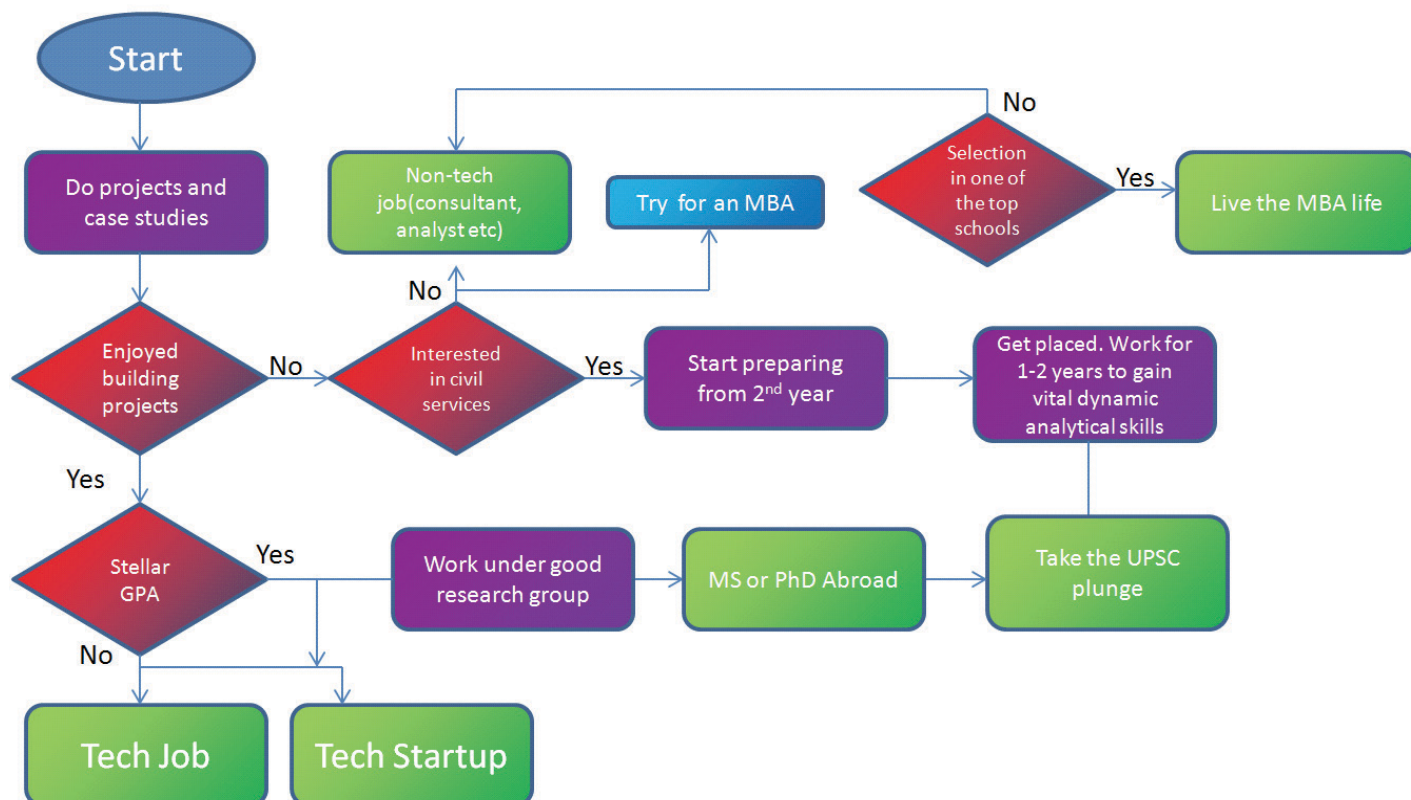 Start
Do projects and
case studies
Enjoyed
building
projects
No
Interested
in civil
services
No
Non-tech
job(consultant,
analyst etc)
Try for an MBA
No
Selection
in one of
the top
schools
Yes
Live the MBA life
Yes
Start preparing
from 2nd year
Get placed. Work for
1-2 years to gain
vital dynamic
analytical skills
Yes
Stellar
GPA
Yes
Work under good
research group
MS or PhD Abroad
Take the UPSC
plunge
No
Tech Job
Tech Startup